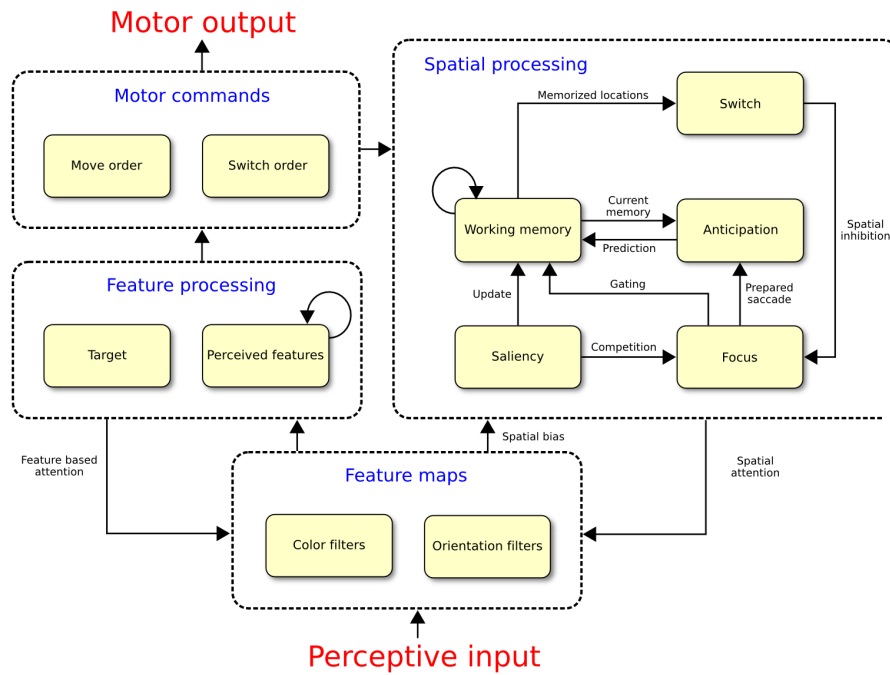 Motor output
Motor commands
Move order
Switch order
Spatial processing
Memorized locations
Switch
Working memory
Current
memory
Prediction
Anticipation
Spatial
inhibition
Update
Gating
Prepared
saccade
Saliency
Competition
Focus
Feature processing
Target
Perceived features
Feature based
attention
Spatial bias
Spatial
attention
Feature maps
Color filters
Orientation filters
Perceptive input